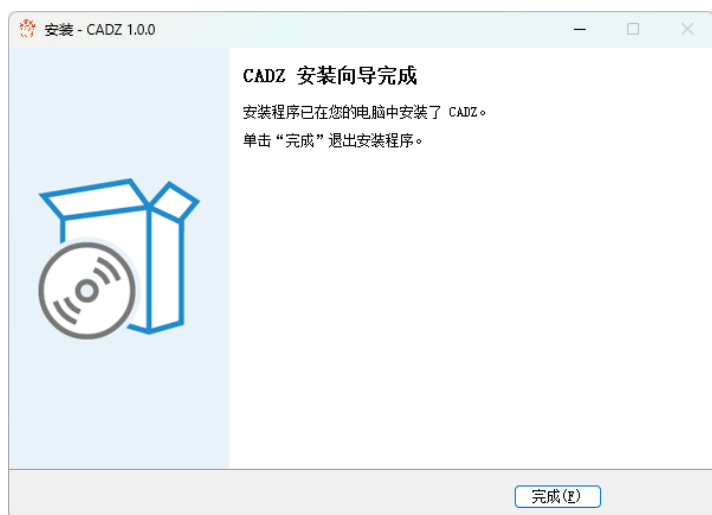 安装 - CADZ 1.0.0
CADZ 安装向导完成
安装程序已在您的电脑中安装了 CADZ。
单击“完成”退出安装程序。
完成(F)